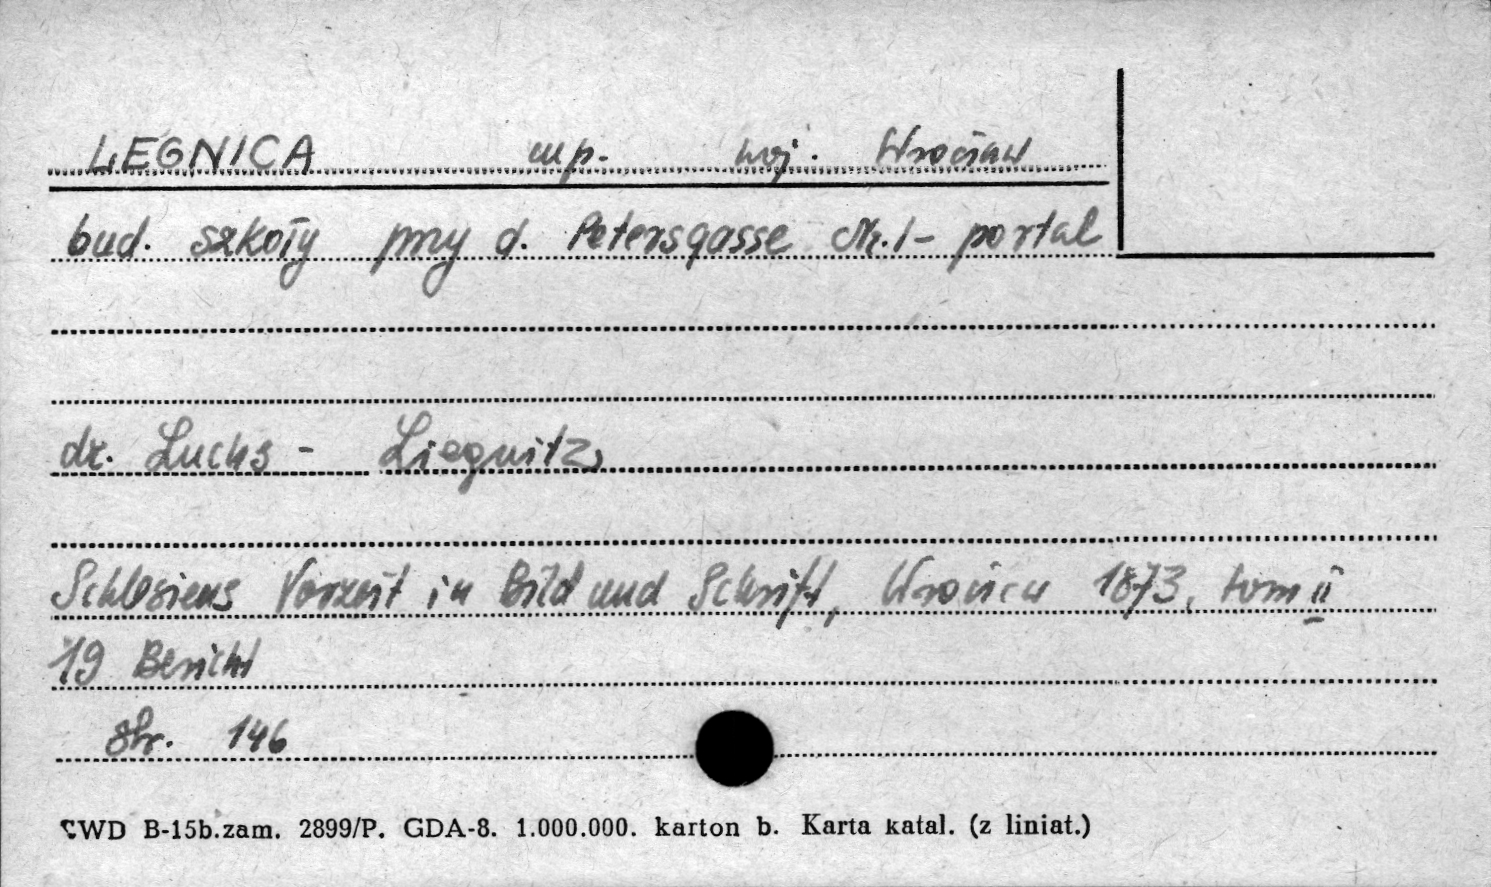 LEGNICA mp. woj. Wrocław
bud. szkoły przy d. Petersgasse Nr. 1 - portal
dr. Luchs - Liegnitz
Schlesiens Vorzeit in Bild und Schrift, Wrocław 1873, tom II
19 Bericht
str. 146
CWD B-15b.zam. 2899/P. GDA-8. 1.000.000. karton b. Karta katal. (z liniat.)